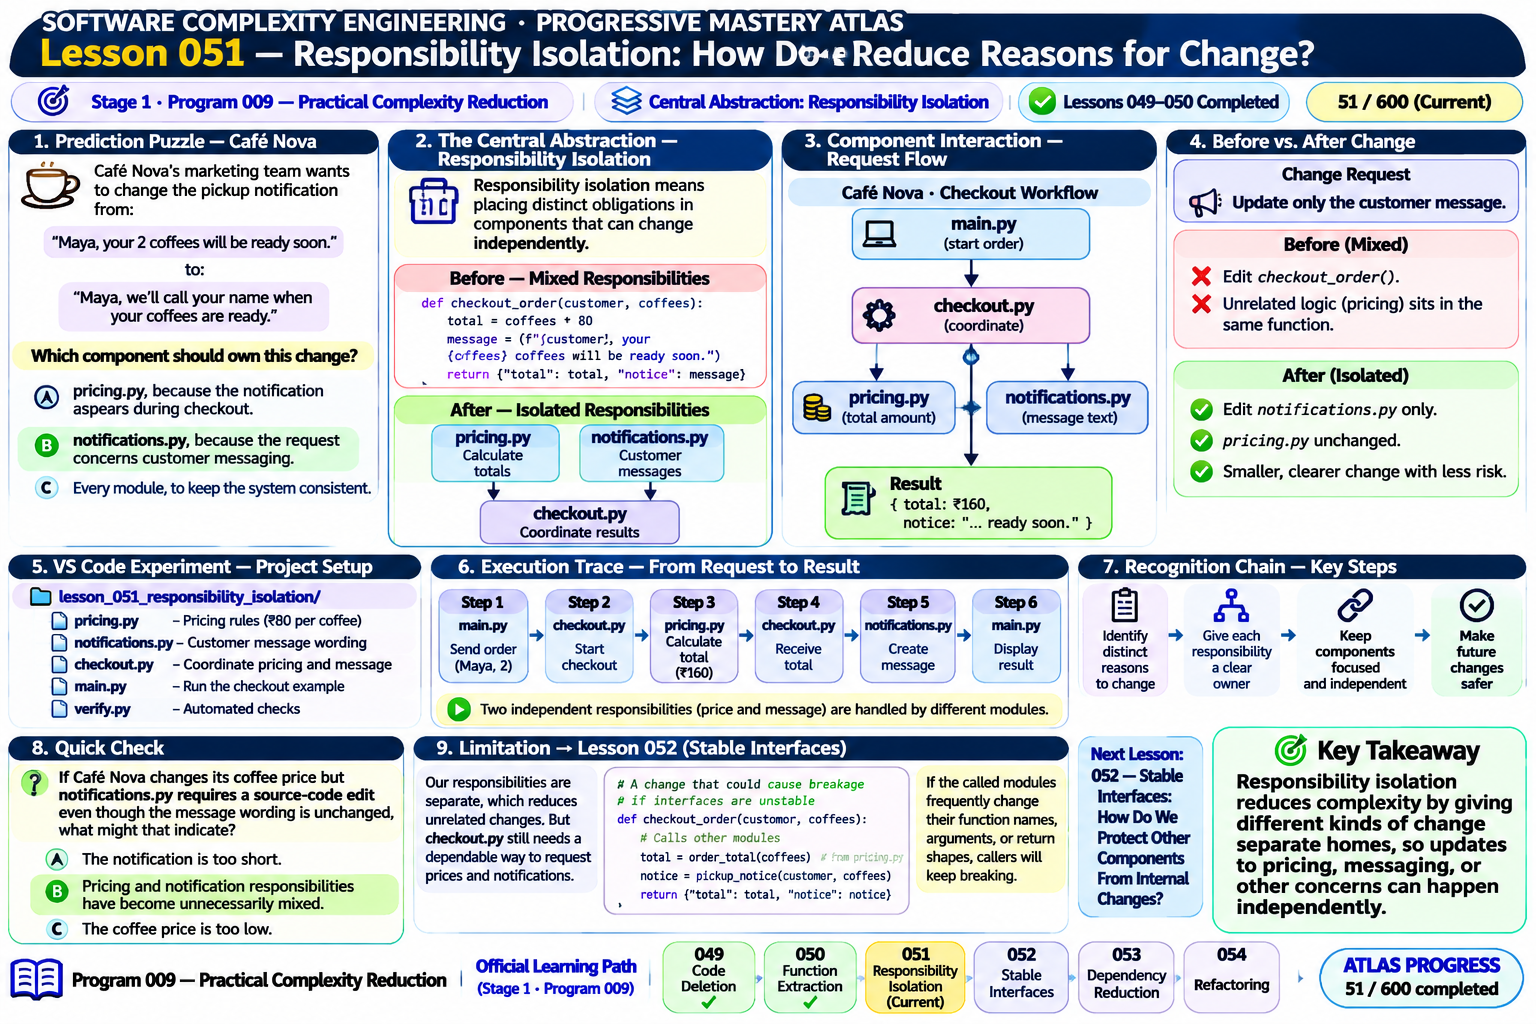 SOFTWARE COMPLEXITY ENGINEERING · PROGRESSIVE MASTERY ATLAS
Lesson 051 — Responsibility Isolation: How Reduce Reasons for Change?
Stage 1 · Program 009 — Practical Complexity Reduction
Central Abstraction: Responsibility Isolation
Lessons 049–050 Completed
51 / 600 (Current)
1. Prediction Puzzle — Café Nova
Café Nova's marketing team wants
to change the pickup notification
from:
“Maya, your 2 coffees will be ready soon.”
to:
“Maya, we’ll call your name when
your coffees are ready.”
Which component should own this change?
A pricing.py, because the notification
aspears during checkout.
B notifications.py, because the request
concerns customer messaging.
C Every module, to keep the system consistent.
2. The Central Abstraction —
Responsibility Isolation
Responsibility isolation means
placing distinct obligations in
components that can change
independently.
Before — Mixed Responsibilities
def checkout_order(customer, coffees):
total = coffees + 80
message = (f"{customer}, your
{coffees} coffees will be ready soon.")
return {"total": total, "notice": message}
After — Isolated Responsibilities
pricing.py
Calculate
totals
notifications.py
Customer
messages
checkout.py
Coordinate results
3. Component Interaction —
Request Flow
Café Nova · Checkout Workflow
main.py
(start order)
checkout.py
(coordinate)
pricing.py
(total amount)
notifications.py
(message text)
Result
{ total: ₹160,
notice: "... ready soon." }
4. Before vs. After Change
Change Request
Update only the customer message.
Before (Mixed)
Edit checkout_order().
Unrelated logic (pricing) sits in the
same function.
After (Isolated)
Edit notifications.py only.
pricing.py unchanged.
Smaller, clearer change with less risk.
5. VS Code Experiment — Project Setup
lesson_051_responsibility_isolation/
pricing.py – Pricing rules (₹80 per coffee)
notifications.py – Customer message wording
checkout.py – Coordinate pricing and message
main.py – Run the checkout example
verify.py – Automated checks
6. Execution Trace — From Request to Result
Step 1
main.py
Send order
(Maya, 2)
Step 2
checkout.py
Start
checkout
Step 3
pricing.py
Calculate
total
(₹160)
Step 4
checkout.py
Receive
total
Step 5
notifications.py
Create
message
Step 6
main.py
Display
result
Two independent responsibilities (price and message) are handled by different modules.
7. Recognition Chain — Key Steps
Identify
distinct
reasons
to change
Give each
responsibility
a clear
owner
Keep
components
focused
and independent
Make
future
changes
safer
8. Quick Check
? If Café Nova changes its coffee price but
notifications.py requires a source-code edit
even though the message wording is unchanged,
what might that indicate?
A The notification is too short.
B Pricing and notification responsibilities
have become unnecessarily mixed.
C The coffee price is too low.
9. Limitation → Lesson 052 (Stable Interfaces)
Our responsibilities are
separate, which reduces
unrelated changes. But
checkout.py still needs a
dependable way to request
prices and notifications.
# A change that could cause breakage
# if interfaces are unstable
def checkout_order(customor, coffees):
# Calls other modules
total = order_total(coffees) # from pricing.py
notice = pickup_notice(customer, coffees)
return {"total": total, "notice": notice}
If the called modules
frequently change
their function names,
arguments, or return
shapes, callers will
keep breaking.
Next Lesson:
052 — Stable
Interfaces:
How Do We
Protect Other
Components
From Internal
Changes?
Key Takeaway
Responsibility isolation
reduces complexity by giving
different kinds of change
separate homes, so updates
to pricing, messaging, or
other concerns can happen
independently.
Program 009 — Practical Complexity Reduction
Official Learning Path
(Stage 1 · Program 009)
049
Code
Deletion
050
Function
Extraction
051
Responsibility
Isolation
(Current)
052
Stable
Interfaces
053
Dependency
Reduction
054
Refactoring
ATLAS PROGRESS
51 / 600 completed